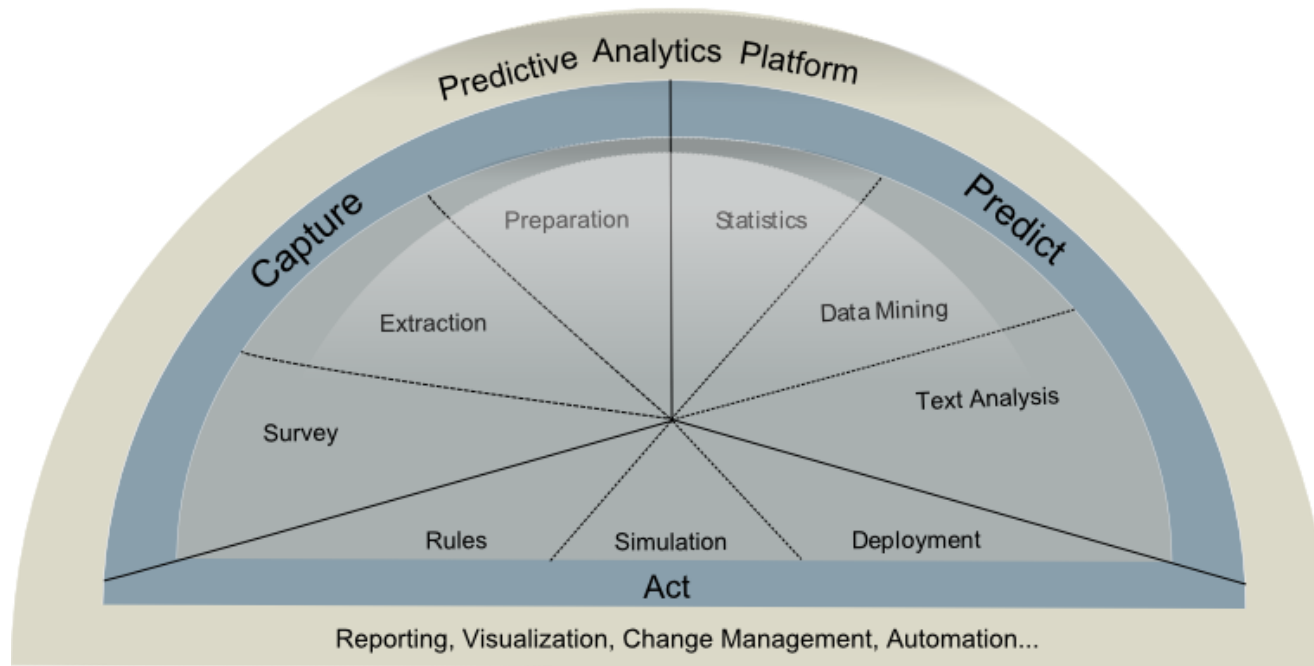 Predictive Analytics Platform
Capture
Predict
Preparation
Statistics
Extraction
Data Mining
Survey
Text Analysis
Rules
Simulation
Deployment
Act
Reporting, Visualization, Change Management, Automation...